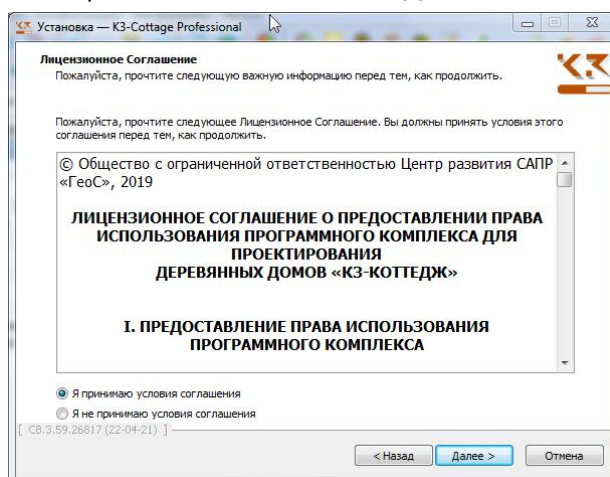 Установка — K3-Cottage Professional
Лицензионное Соглашение
Пожалуйста, прочтите следующую важную информацию перед тем, как продолжить.
К3
Пожалуйста, прочтите следующее Лицензионное Соглашение. Вы должны принять условия этого
соглашения перед тем, как продолжить.
© Общество с ограниченной ответственностью Центр развития САПР
«ГеоС», 2019
ЛИЦЕНЗИОННОЕ СОГЛАШЕНИЕ О ПРЕДОСТАВЛЕНИИ ПРАВА
ИСПОЛЬЗОВАНИЯ ПРОГРАММНОГО КОМПЛЕКСА ДЛЯ
ПРОЕКТИРОВАНИЯ
ДЕРЕВЯННЫХ ДОМОВ «К3-КОТТЕДЖ»
I. ПРЕДОСТАВЛЕНИЕ ПРАВА ИСПОЛЬЗОВАНИЯ
ПРОГРАММНОГО КОМПЛЕКСА
Я принимаю условия соглашения
Я не принимаю условия соглашения
[ C8.3.59.26817 (22-04-21) ]
< Назад Далее > Отмена